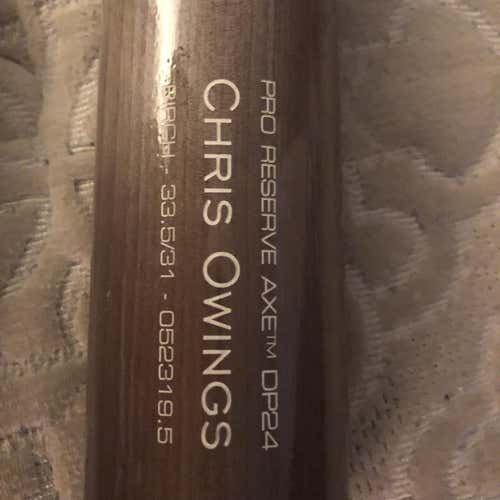 PRO RESERVE AXE™ DP24
CHRIS OWINGS
BIRCH - 33.5/31 - 052319.5